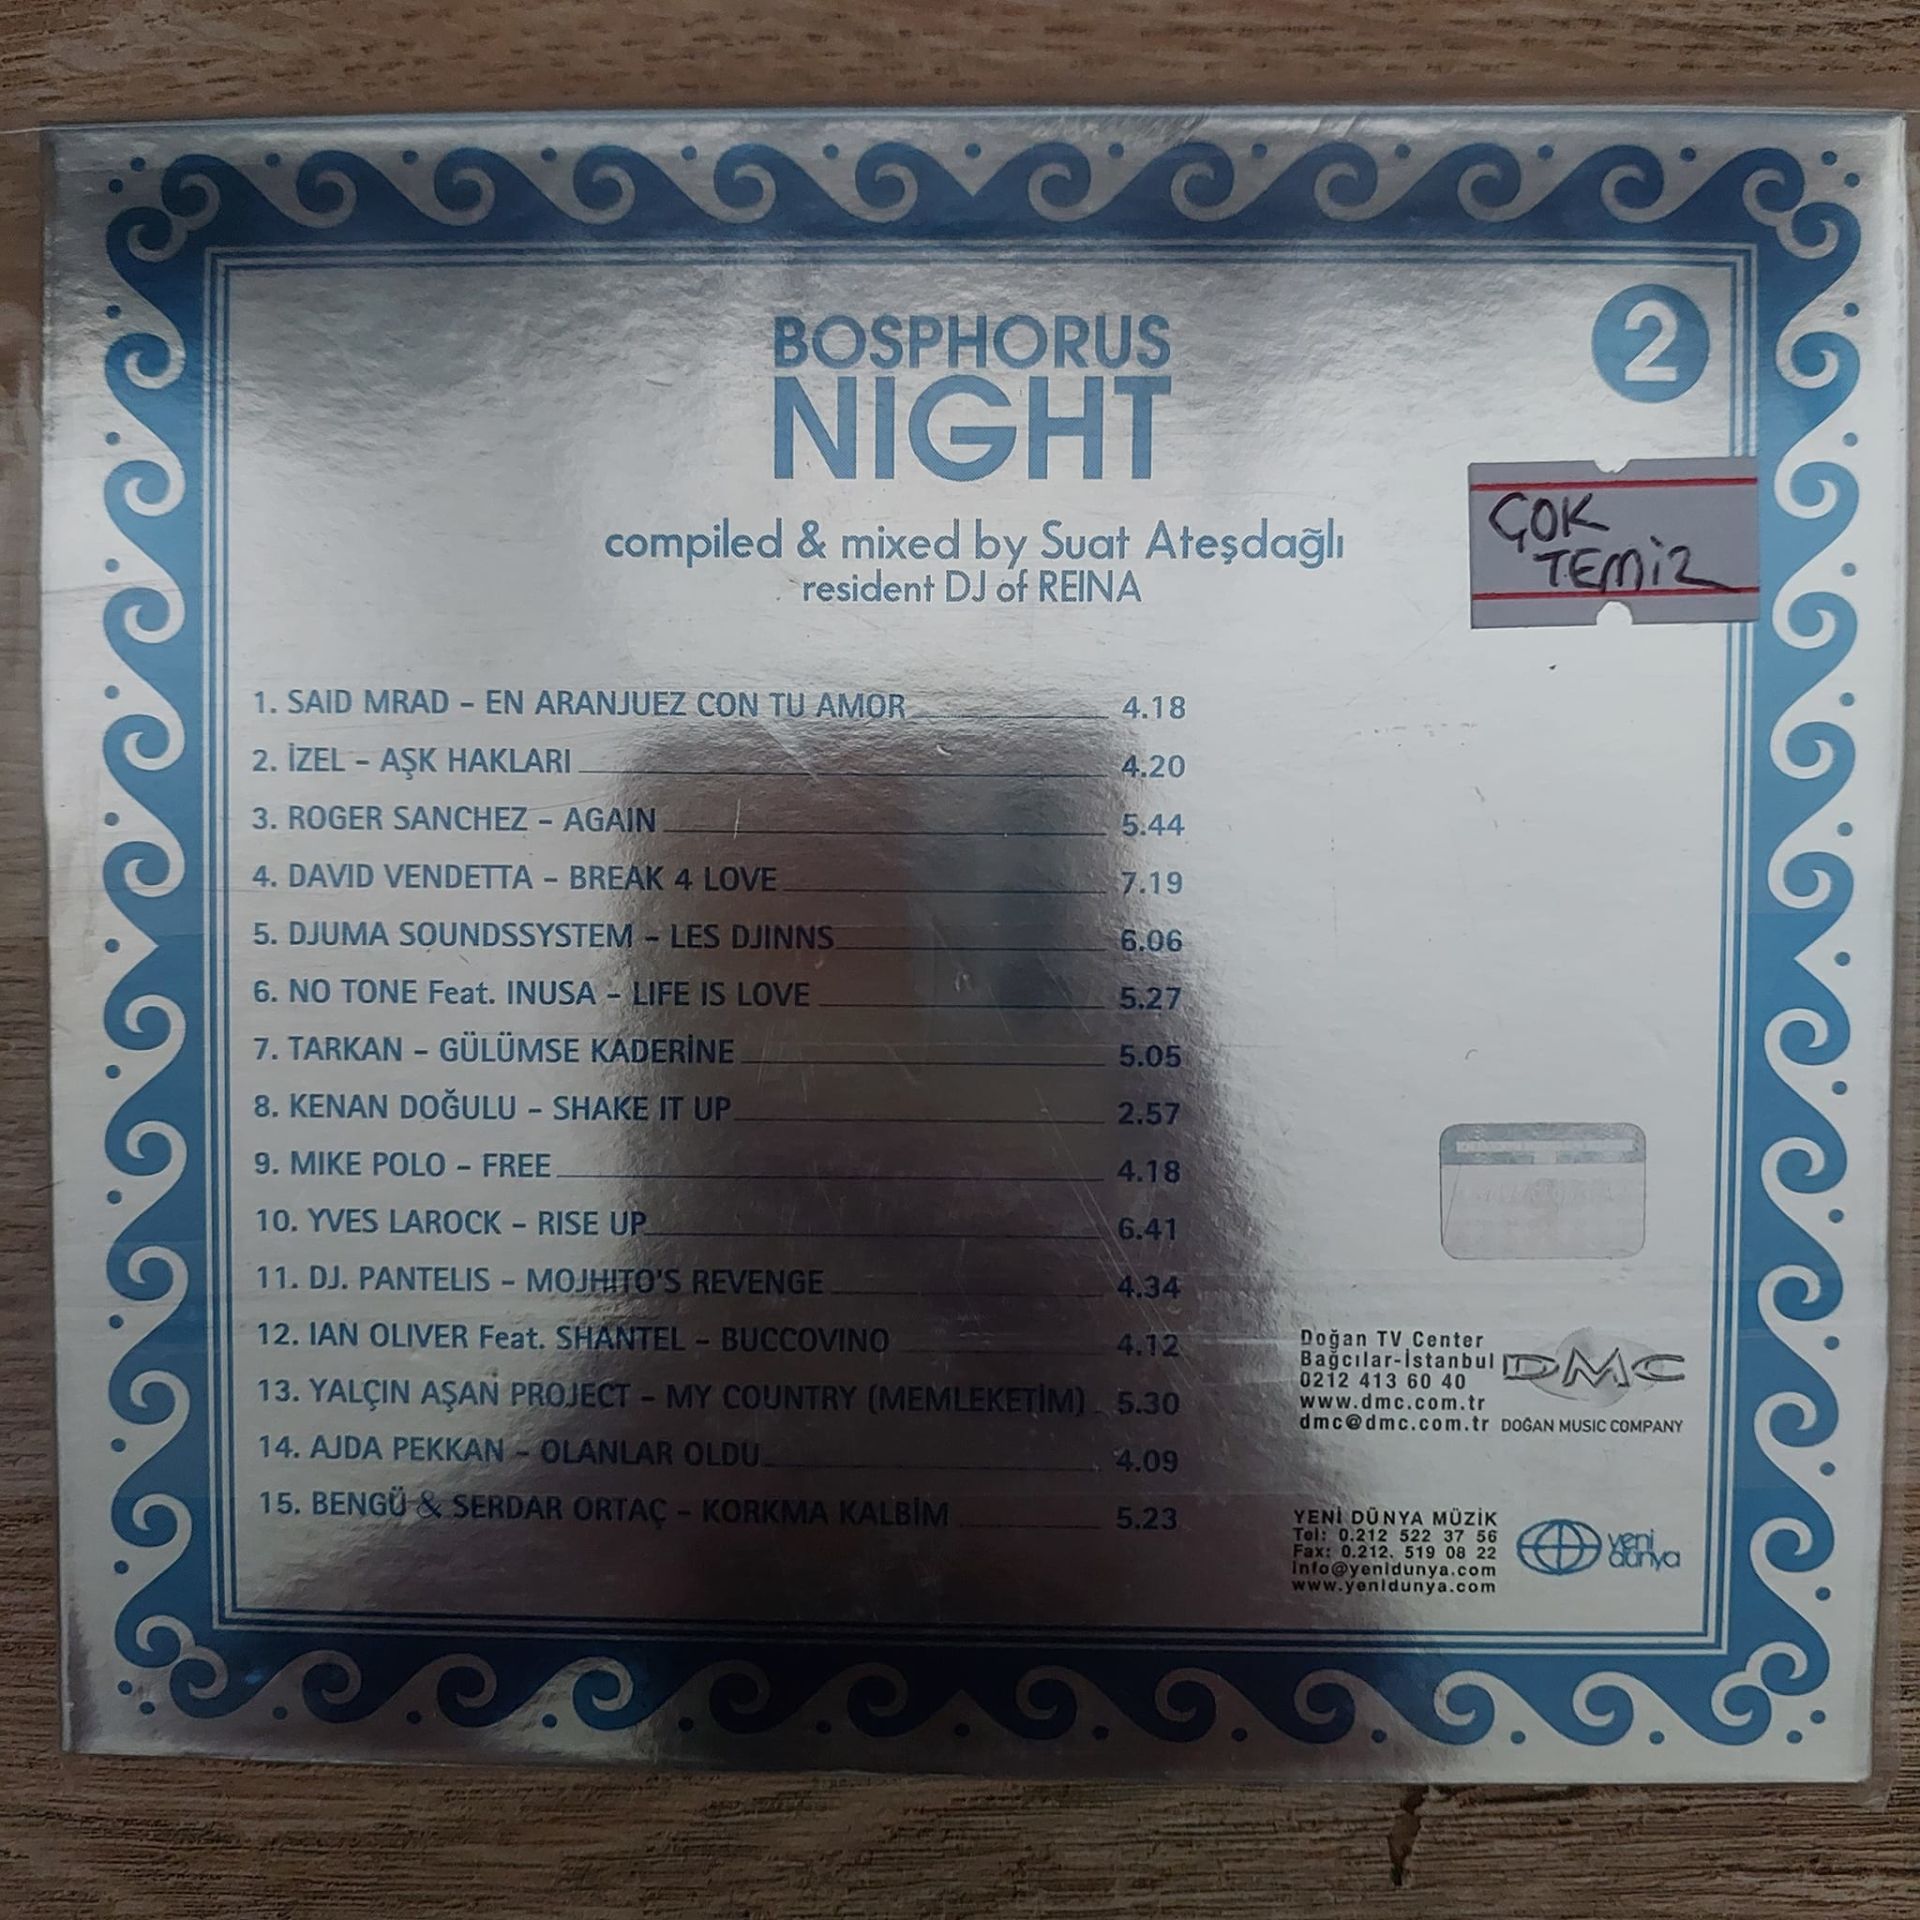 BOSPHORUS
NIGHT
2
compiled & mixed by Suat Ateşdağlı
resident DJ of REINA
ÇOK
TEMİZ
1. SAID MRAD – EN ARANJUEZ CON TU AMOR 4.18
2. İZEL – AŞK HAKLARI 4.20
3. ROGER SANCHEZ – AGAIN 5.44
4. DAVID VENDETTA – BREAK 4 LOVE 7.19
5. DJUMA SOUNDSSYSTEM – LES DJINNS 6.06
6. NO TONE Feat. INUSA – LIFE IS LOVE 5.27
7. TARKAN – GÜLÜMSE KADERİNE 5.05
8. KENAN DOĞULU – SHAKE IT UP 2.57
9. MIKE POLO – FREE 4.18
10. YVES LAROCK – RISE UP 6.41
11. DJ. PANTELIS – MOJHITO'S REVENGE 4.34
12. IAN OLIVER Feat. SHANTEL – BUCCOVINO 4.12
13. YALÇIN AŞAN PROJECT – MY COUNTRY (MEMLEKETİM) 5.30
14. AJDA PEKKAN – OLANLAR OLDU 4.09
15. BENGÜ & SERDAR ORTAÇ – KORKMA KALBİM 5.23
Doğan TV Center
Bağcılar-İstanbul
0212 413 60 40
www.dmc.com.tr
dmc@dmc.com.tr
DMC
DOĞAN MUSIC COMPANY
YENİ DÜNYA MÜZİK
Tel: 0.212 522 37 56
Fax: 0.212. 519 08 22
info@yenidunya.com
www.yenidunya.com
yeni
dünya